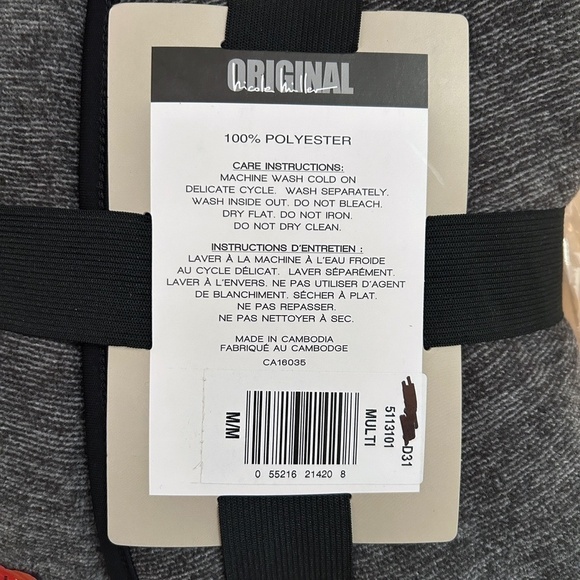 ORIGINAL
nicole miller
100% POLYESTER
CARE INSTRUCTIONS:
MACHINE WASH COLD ON
DELICATE CYCLE. WASH SEPARATELY.
WASH INSIDE OUT. DO NOT BLEACH.
DRY FLAT. DO NOT IRON.
DO NOT DRY CLEAN.
INSTRUCTIONS D'ENTRETIEN :
LAVER À LA MACHINE À L'EAU FROIDE
AU CYCLE DÉLICAT. LAVER SÉPARÉMENT.
LAVER À L'ENVERS. NE PAS UTILISER D'AGENT
DE BLANCHIMENT. SÉCHER À PLAT.
NE PAS REPASSER.
NE PAS NETTOYER À SEC.
MADE IN CAMBODIA
FABRIQUÉ AU CAMBODGE
CA16035
M/M
0 55216 21420 8
MULTI
5113101
D31